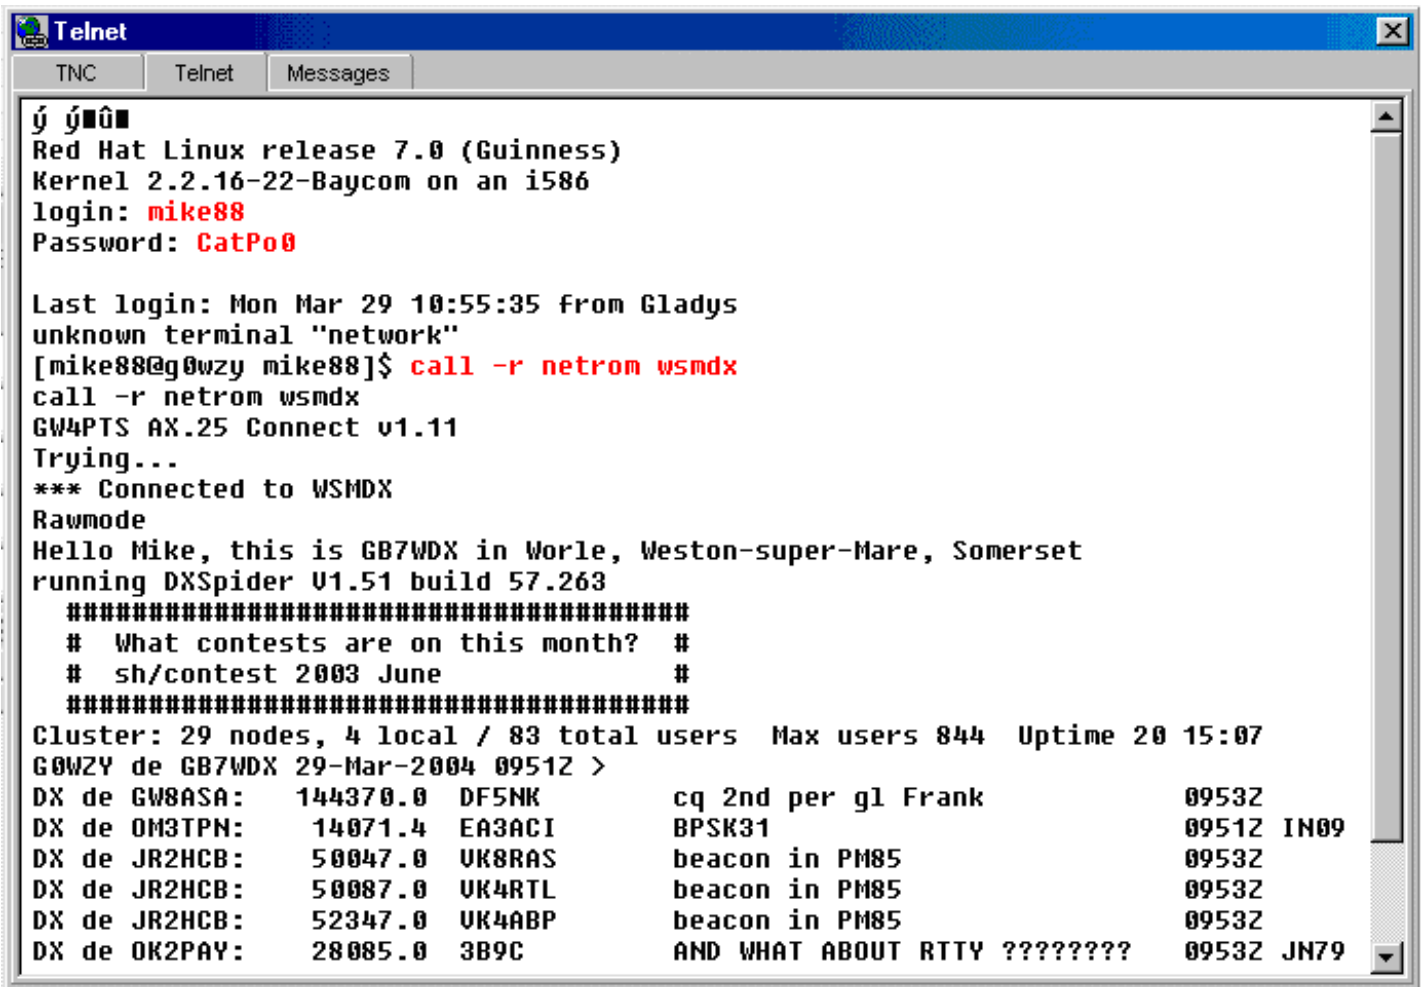 Telnet
TNC Telnet Messages
ý ý■û■
Red Hat Linux release 7.0 (Guinness)
Kernel 2.2.16-22-Baycom on an i586
login: mike88
Password: CatPo0
Last login: Mon Mar 29 10:55:35 from Gladys
unknown terminal "network"
[mike88@g0wzy mike88]$ call -r netrom wsmdx
call -r netrom wsmdx
GW4PTS AX.25 Connect v1.11
Trying...
*** Connected to WSMDX
Rawmode
Hello Mike, this is GB7WDX in Worle, Weston-super-Mare, Somerset
running DXSpider V1.51 build 57.263
######################################
#  What contests are on this month?  #
#  sh/contest 2003 June              #
######################################
Cluster: 29 nodes, 4 local / 83 total users  Max users 844  Uptime 20 15:07
G0WZY de GB7WDX 29-Mar-2004 0951Z >
DX de GW8ASA:   144370.0  DF5NK        cq 2nd per gl Frank            0953Z
DX de OM3TPN:    14071.4  EA3ACI       BPSK31                         0951Z IN09
DX de JR2HCB:    50047.0  VK8RAS       beacon in PM85                 0953Z
DX de JR2HCB:    50087.0  VK4RTL       beacon in PM85                 0953Z
DX de JR2HCB:    52347.0  VK4ABP       beacon in PM85                 0953Z
DX de OK2PAY:    28085.0  3B9C         AND WHAT ABOUT RTTY ????????   0953Z JN79